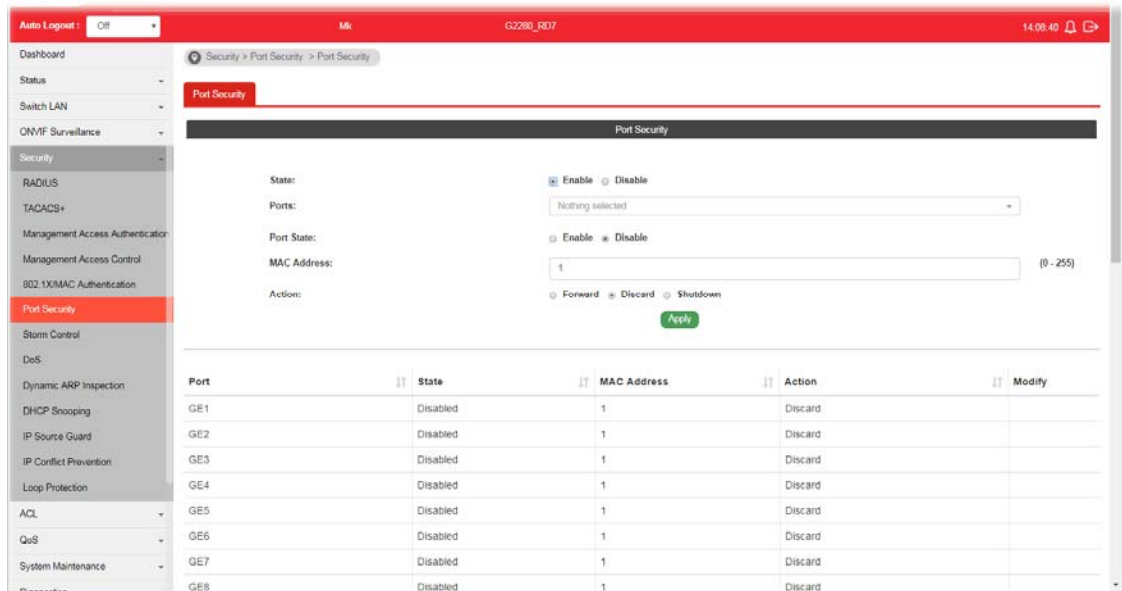 Auto Logout : Off Mk G2280_RD7 14:06:40
Dashboard
Status
Switch LAN
ONVIF Surveillance
Security
RADIUS
TACACS+
Management Access Authentication
Management Access Control
802.1X/MAC Authentication
Port Security
Storm Control
DoS
Dynamic ARP Inspection
DHCP Snooping
IP Source Guard
IP Conflict Prevention
Loop Protection
ACL
QoS
System Maintenance
Security > Port Security > Port Security
Port Security
Port Security
State: Enable Disable
Ports: Nothing selected
Port State: Enable Disable
MAC Address: 1 (0 - 255)
Action: Forward Discard Shutdown
Apply
Port State MAC Address Action Modify
GE1 Disabled 1 Discard
GE2 Disabled 1 Discard
GE3 Disabled 1 Discard
GE4 Disabled 1 Discard
GE5 Disabled 1 Discard
GE6 Disabled 1 Discard
GE7 Disabled 1 Discard
GE8 Disabled 1 Discard